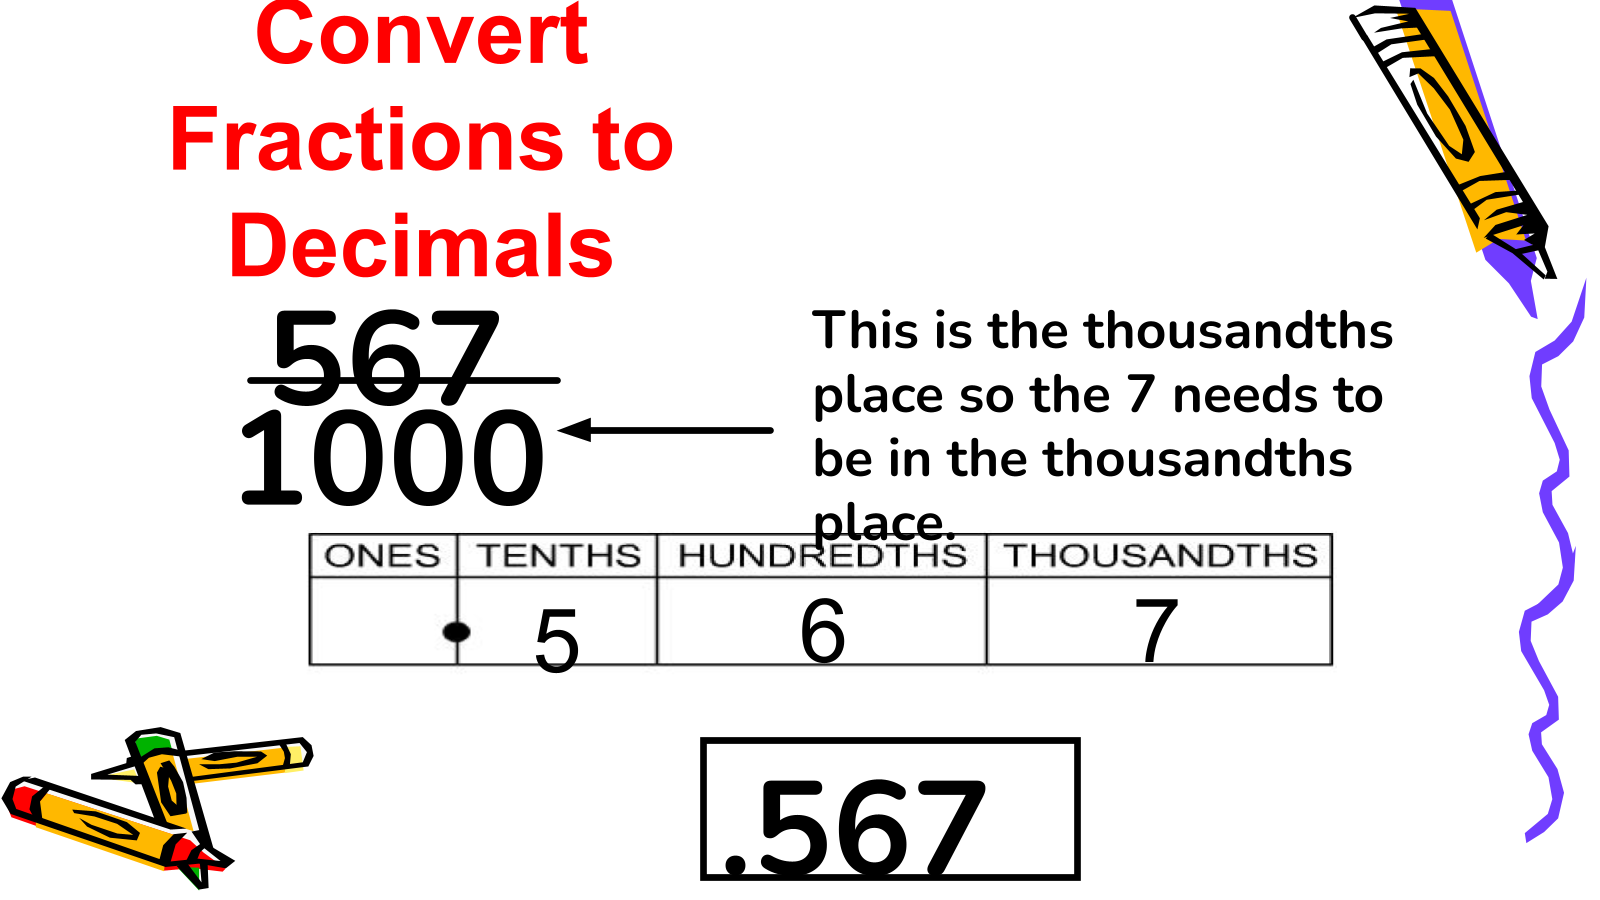 Convert
Fractions to
Decimals
567
1000
This is the thousandths
place so the 7 needs to
be in the thousandths
place.
ONES TENTHS HUNDREDTHS THOUSANDTHS
. 5 6 7
.567